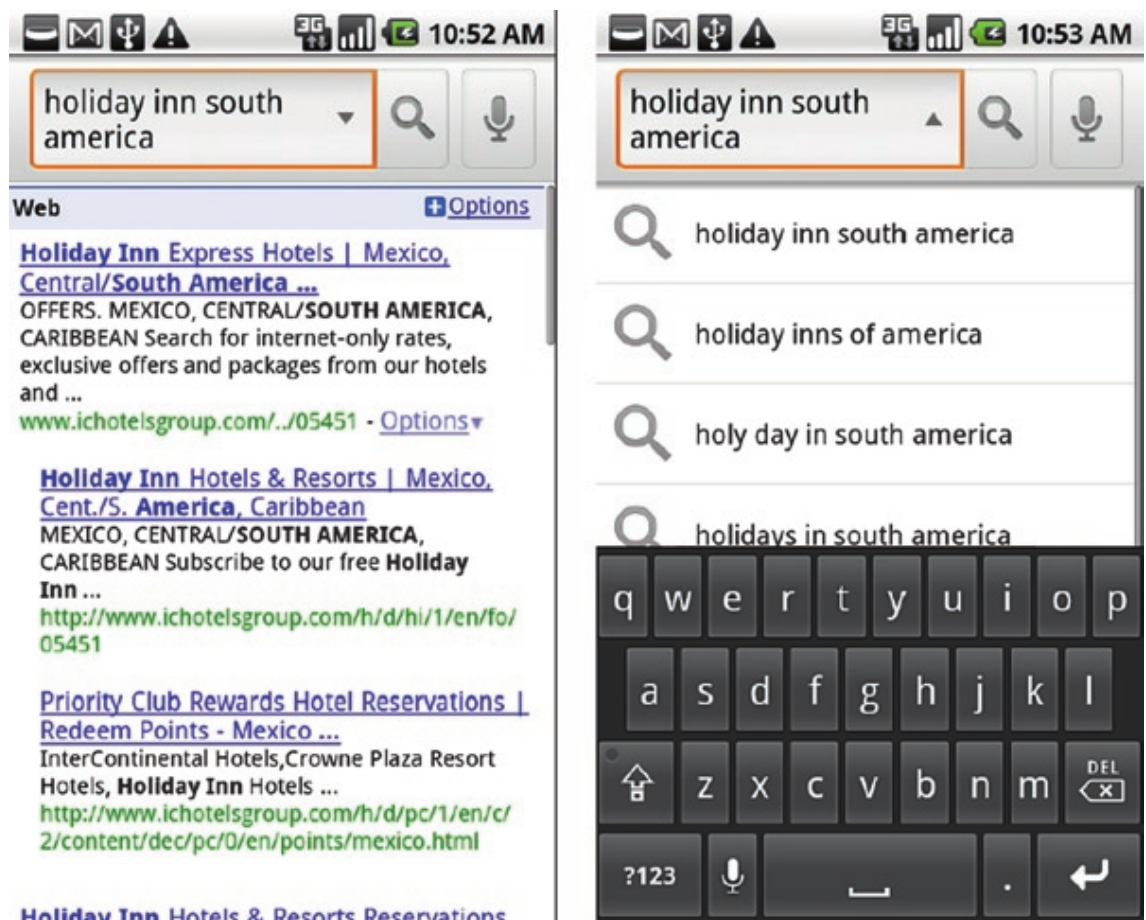 3G 10:52 AM
holiday inn south
america
Web Options
Holiday Inn Express Hotels | Mexico,
Central/South America ...
OFFERS. MEXICO, CENTRAL/SOUTH AMERICA,
CARIBBEAN Search for internet-only rates,
exclusive offers and packages from our hotels
and ...
www.ichotelsgroup.com/../05451 - Options
Holiday Inn Hotels & Resorts | Mexico,
Cent./S. America, Caribbean
MEXICO, CENTRAL/SOUTH AMERICA,
CARIBBEAN Subscribe to our free Holiday
Inn ...
http://www.ichotelsgroup.com/h/d/hi/1/en/fo/
05451
Priority Club Rewards Hotel Reservations |
Redeem Points - Mexico ...
InterContinental Hotels,Crowne Plaza Resort
Hotels, Holiday Inn Hotels ...
http://www.ichotelsgroup.com/h/d/pc/1/en/c/
2/content/dec/pc/0/en/points/mexico.html
Holiday Inn Hotels & Resorts Reservations
3G 10:53 AM
holiday inn south
america
holiday inn south america
holiday inns of america
holy day in south america
holidays in south america
q w e r t y u i o p
a s d f g h j k l
z x c v b n m DEL
?123 .